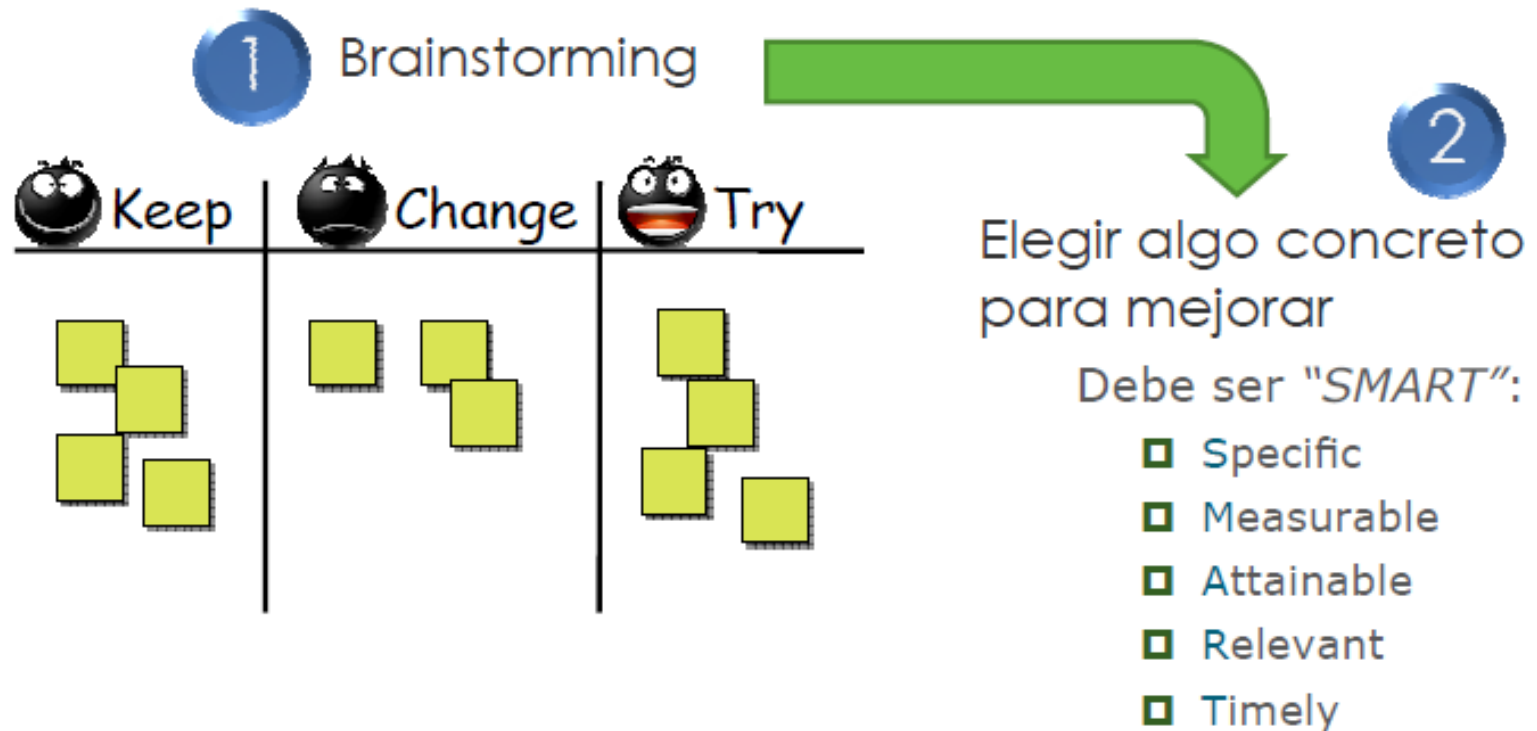 1 Brainstorming
2
Keep Change Try
Elegir algo concreto
para mejorar
Debe ser “SMART”:
Specific
Measurable
Attainable
Relevant
Timely